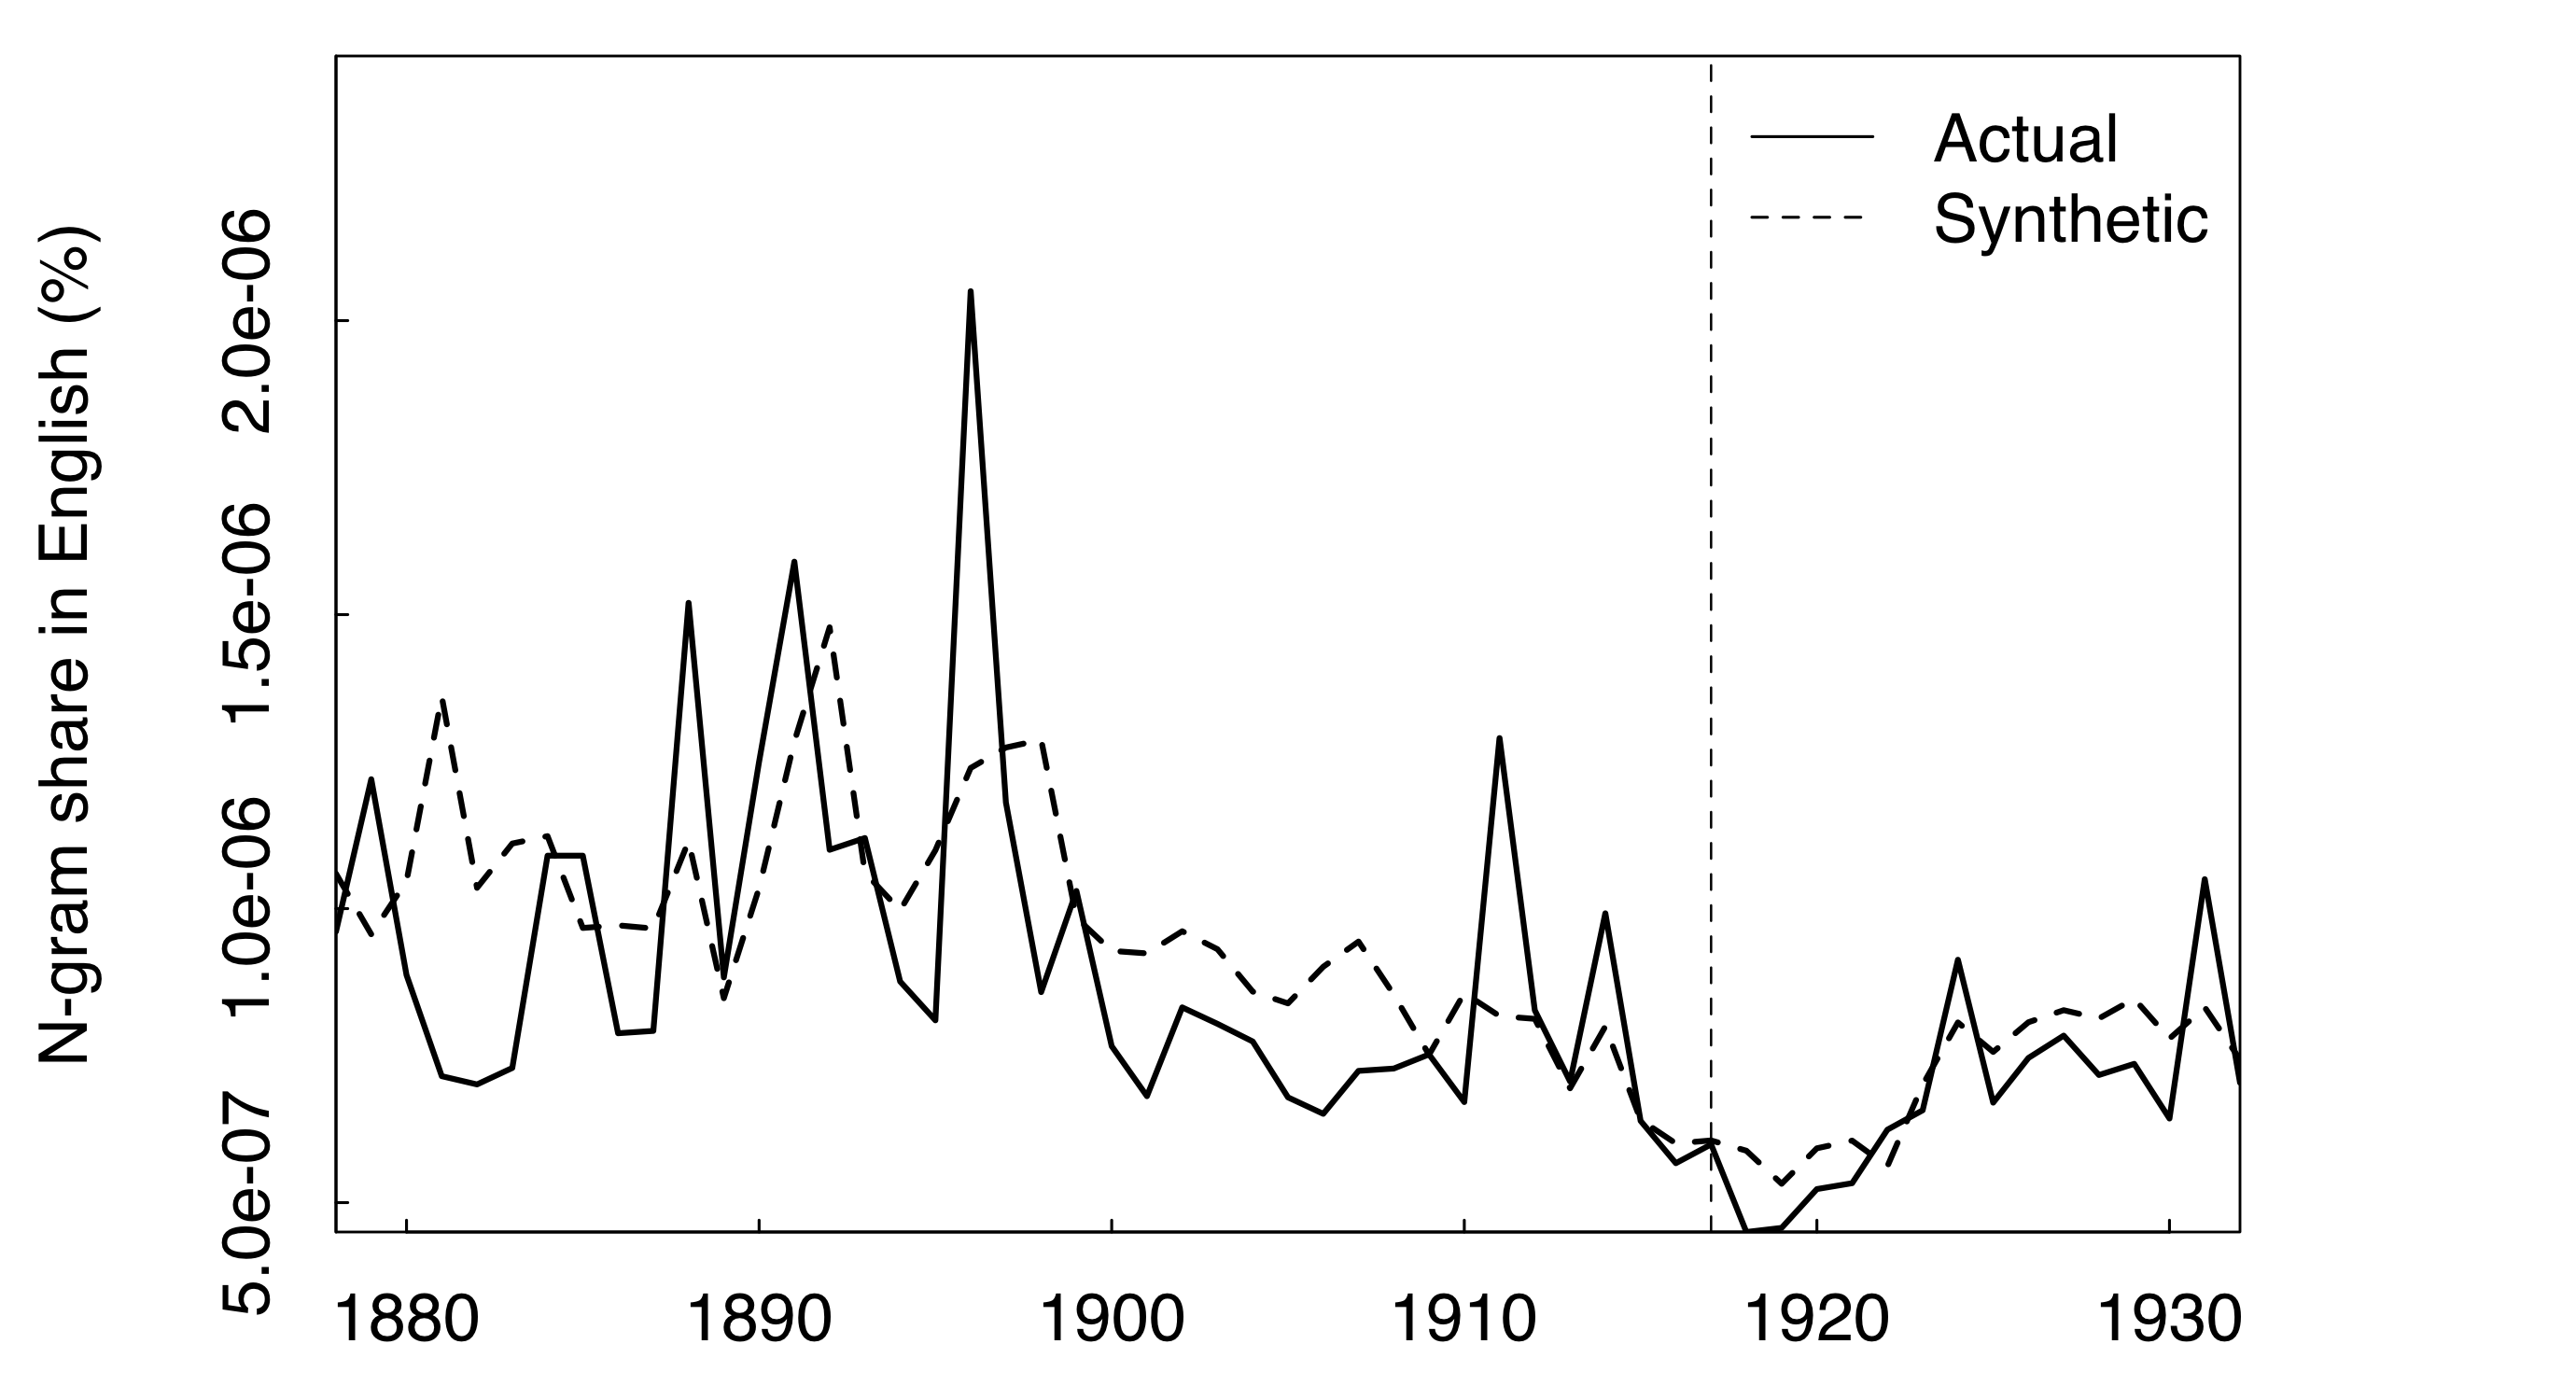 N-gram share in English (%)
2.0e-06
1.5e-06
1.0e-06
5.0e-07
Actual
Synthetic
1880 1890 1900 1910 1920 1930